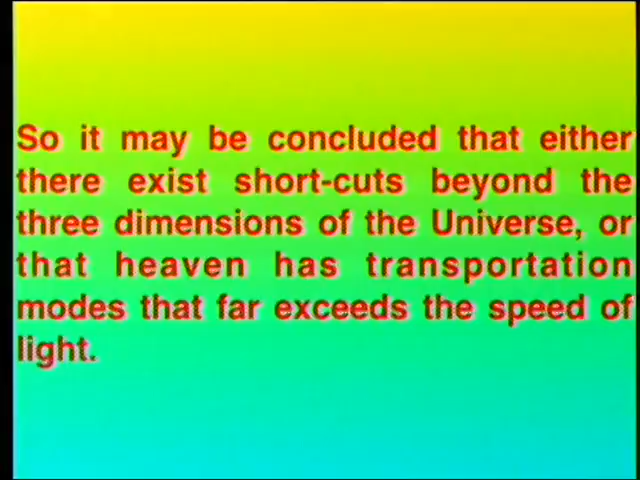 So it may be concluded that either
there exist short-cuts beyond the
three dimensions of the Universe, or
that heaven has transportation
modes that far exceeds the speed of
light.